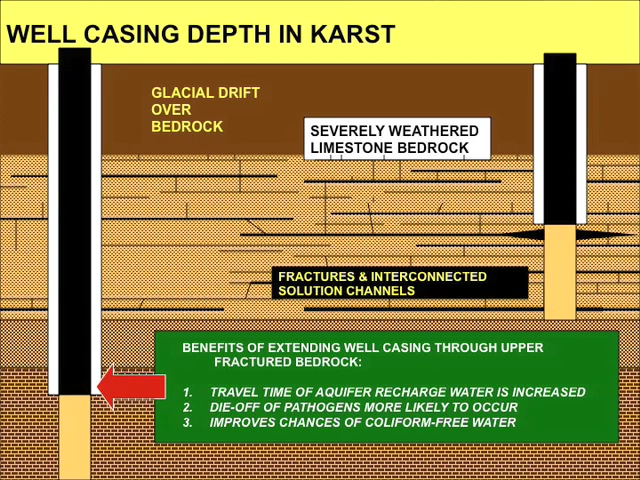 WELL CASING DEPTH IN KARST
GLACIAL DRIFT
OVER
BEDROCK
SEVERELY WEATHERED
LIMESTONE BEDROCK
FRACTURES & INTERCONNECTED
SOLUTION CHANNELS
BENEFITS OF EXTENDING WELL CASING THROUGH UPPER
FRACTURED BEDROCK:
1. TRAVEL TIME OF AQUIFER RECHARGE WATER IS INCREASED
2. DIE-OFF OF PATHOGENS MORE LIKELY TO OCCUR
3. IMPROVES CHANCES OF COLIFORM-FREE WATER